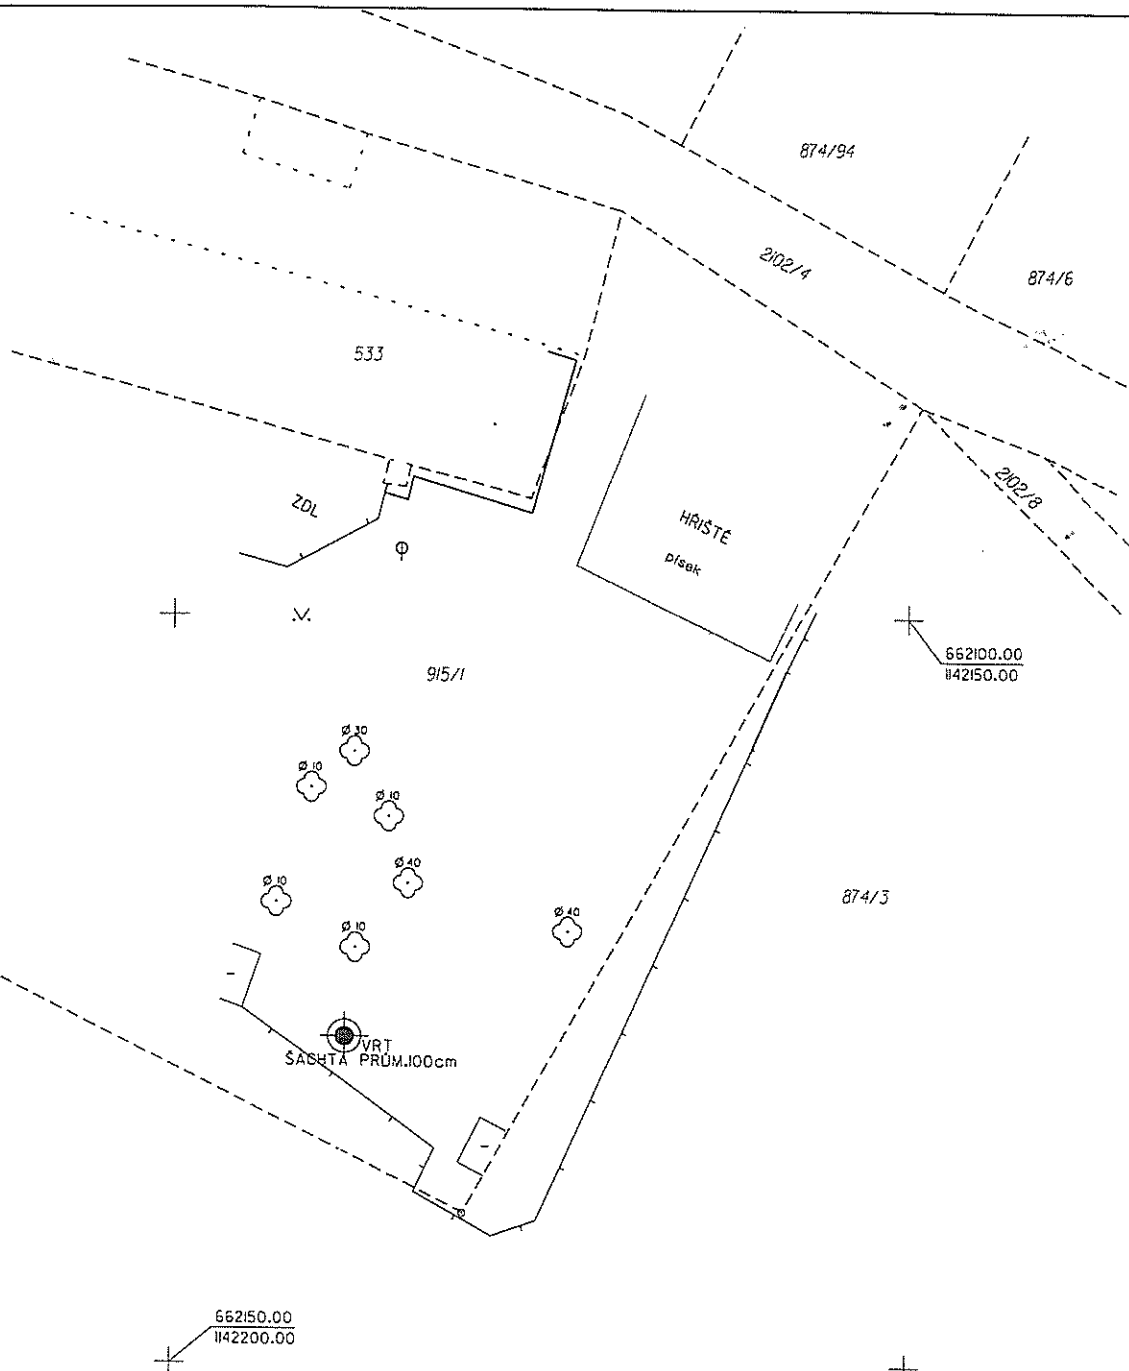 874/94
2102/4
874/6
533
2102/8
ZDL
HŘIŠTĚ
písek
.V.
662100.00
1142150.00
915/1
Ø 30
Ø 10
Ø 10
Ø 40
Ø 10
874/3
Ø 40
Ø 10
VRT
ŠACHTA PRŮM.100cm
662150.00
1142200.00